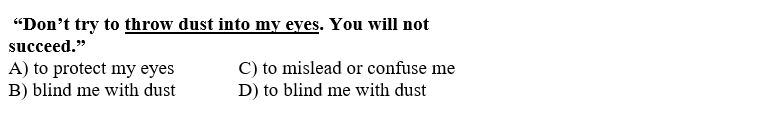 “Don’t try to throw dust into my eyes. You will not
succeed.”
A) to protect my eyes C) to mislead or confuse me
B) blind me with dust D) to blind me with dust